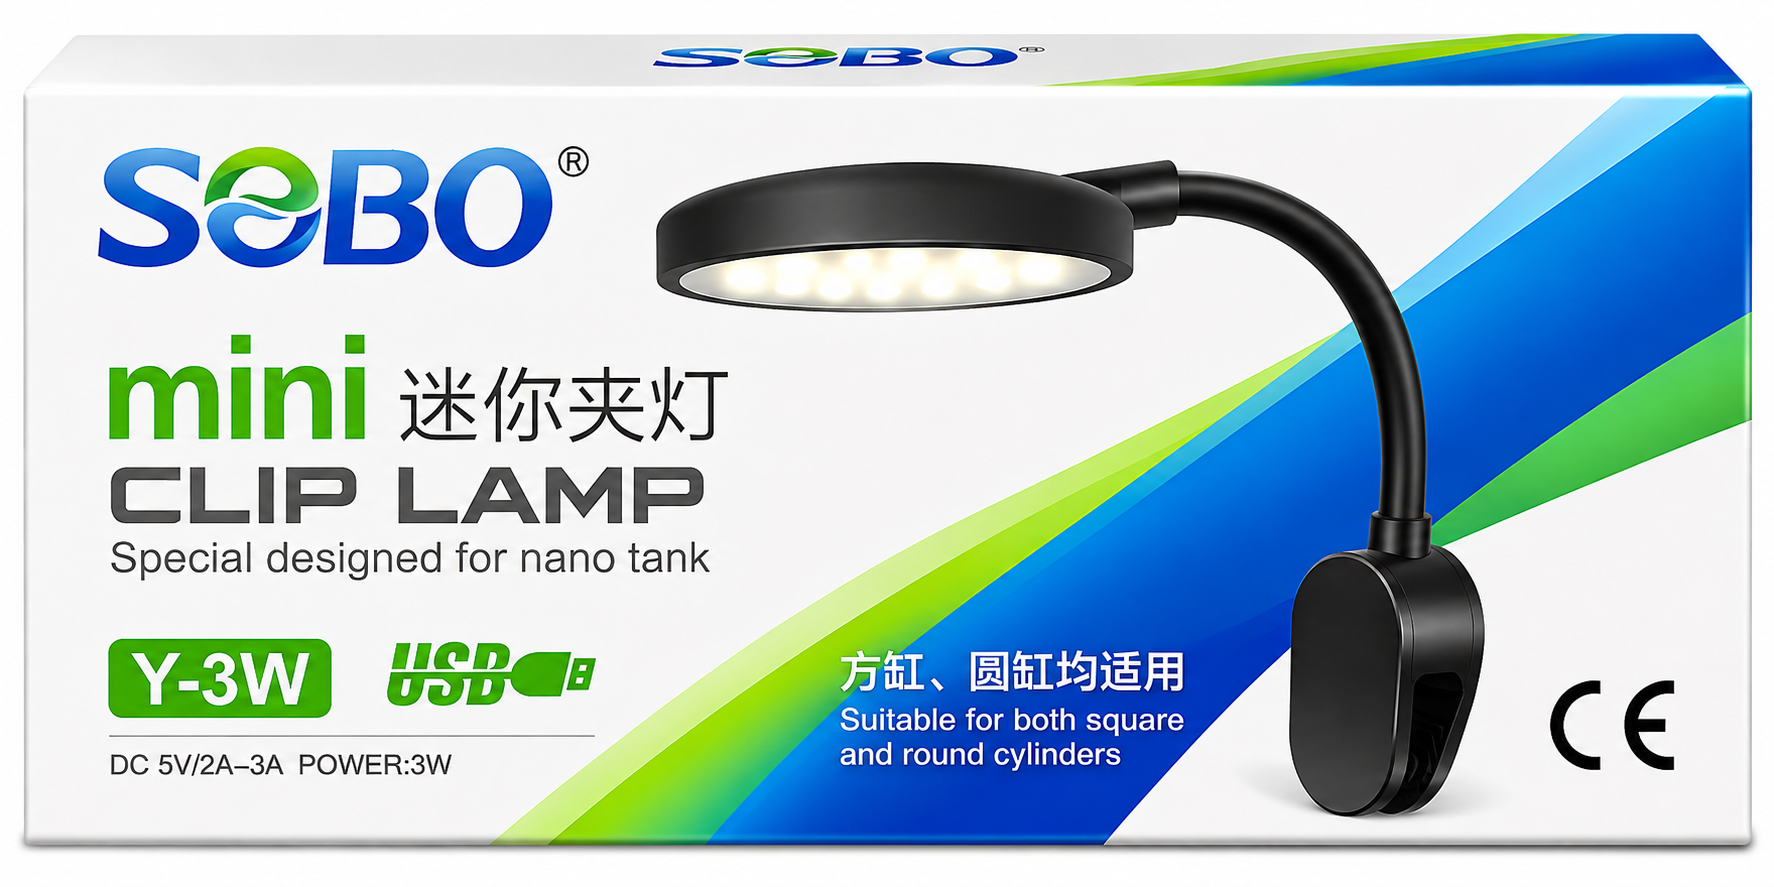 SOBO®
SOBO®
mini 迷你夹灯
CLIP LAMP
Special designed for nano tank
Y-3W USB
DC 5V/2A–3A POWER:3W
方缸、圆缸均适用
Suitable for both square
and round cylinders
CE